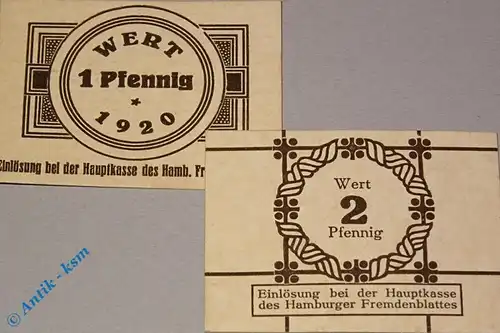 WERT
1 Pfennig
* 1920
Einlösung bei der Hauptkasse des Hamb.
Wert
2
Pfennig
Einlösung bei der Hauptkasse
des Hamburger Fremdenblattes
© Antik - ksm